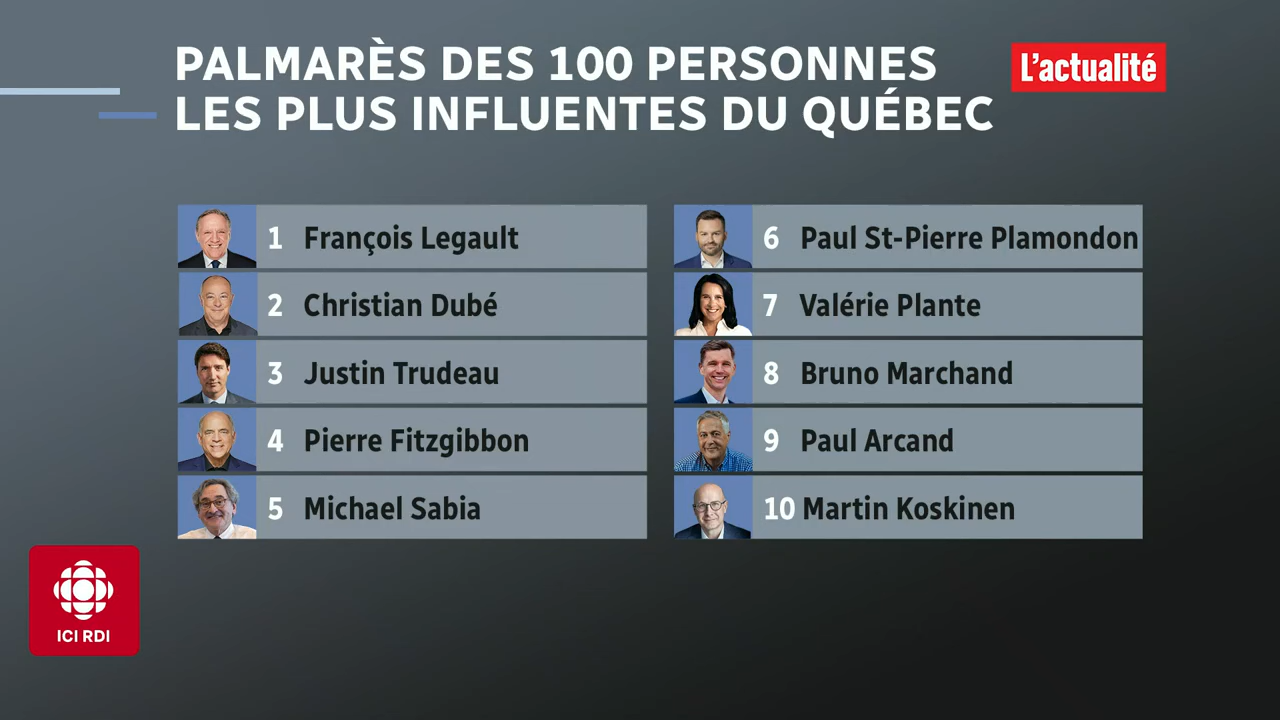 PALMARÈS DES 100 PERSONNES
LES PLUS INFLUENTES DU QUÉBEC
L'actualité
1 François Legault
2 Christian Dubé
3 Justin Trudeau
4 Pierre Fitzgibbon
5 Michael Sabia
6 Paul St-Pierre Plamondon
7 Valérie Plante
8 Bruno Marchand
9 Paul Arcand
10 Martin Koskinen
ICI RDI